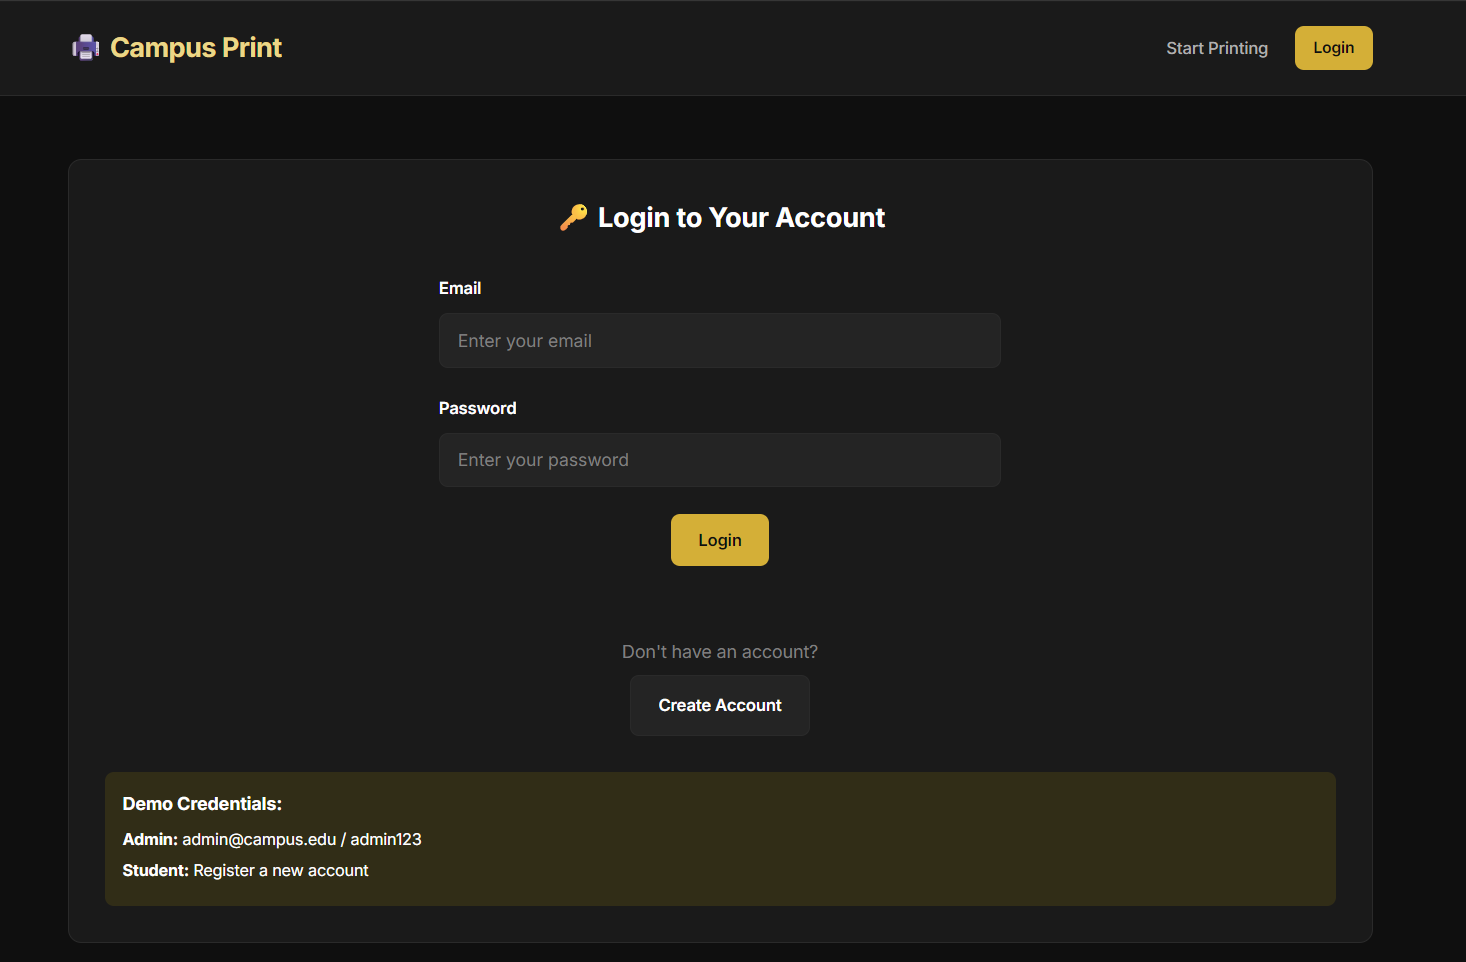 Campus Print
Start Printing
Login
Login to Your Account
Email
Enter your email
Password
Enter your password
Login
Don't have an account?
Create Account
Demo Credentials:
Admin: admin@campus.edu / admin123
Student: Register a new account